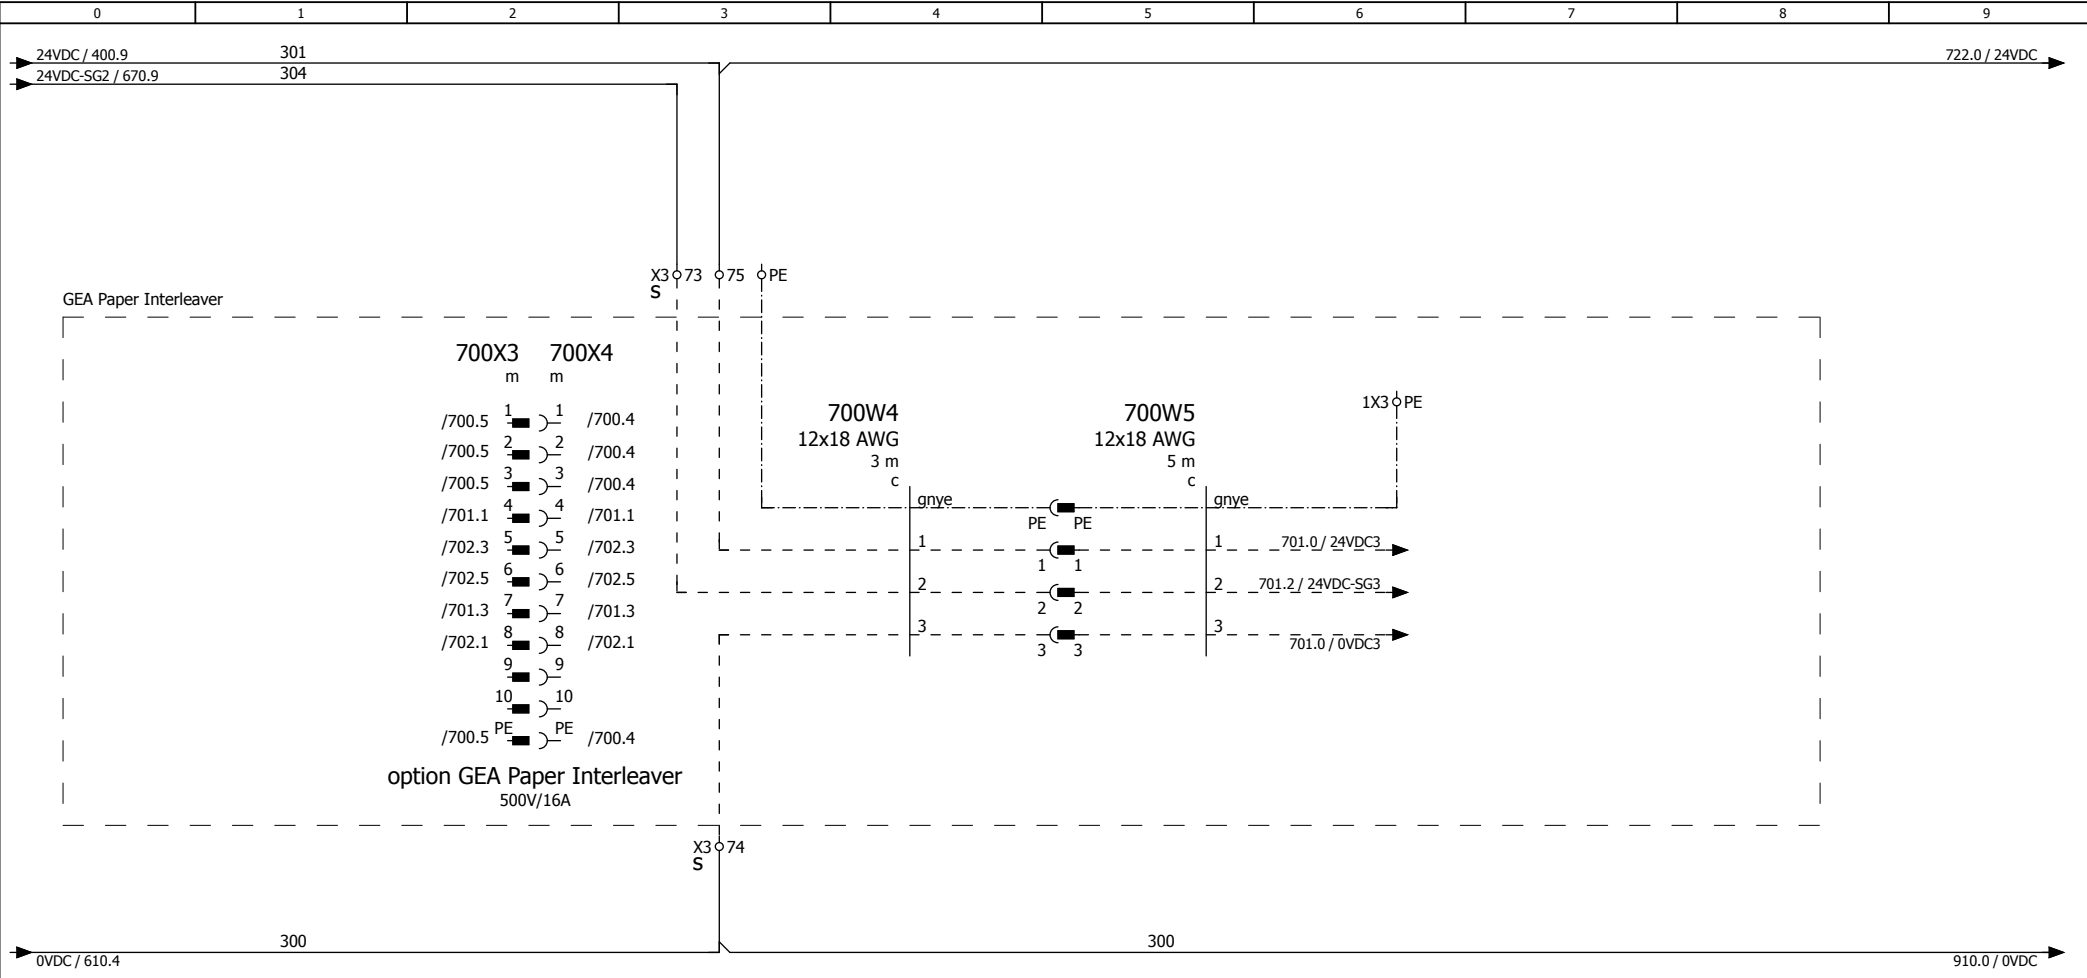 0 1 2 3 4 5 6 7 8 9
24VDC / 400.9 301 722.0 / 24VDC
24VDC-SG2 / 670.9 304
X3 73 75 PE
S
GEA Paper Interleaver
700X3 700X4
m m
/700.5 1 1 /700.4
/700.5 2 2 /700.4
/700.5 3 3 /700.4
/701.1 4 4 /701.1
/702.3 5 5 /702.3
/702.5 6 6 /702.5
/701.3 7 7 /701.3
/702.1 8 8 /702.1
9 9
10 10
/700.5 PE PE /700.4
option GEA Paper Interleaver
500V/16A
700W4
12x18 AWG
3 m
c
700W5
12x18 AWG
5 m
c
1X3 PE
gnye gnye
PE PE
1 1 701.0 / 24VDC3
1 1
2 2 701.2 / 24VDC-SG3
2 2
3 3 701.0 / 0VDC3
3 3
X3 74
S
300 300
0VDC / 610.4 910.0 / 0VDC